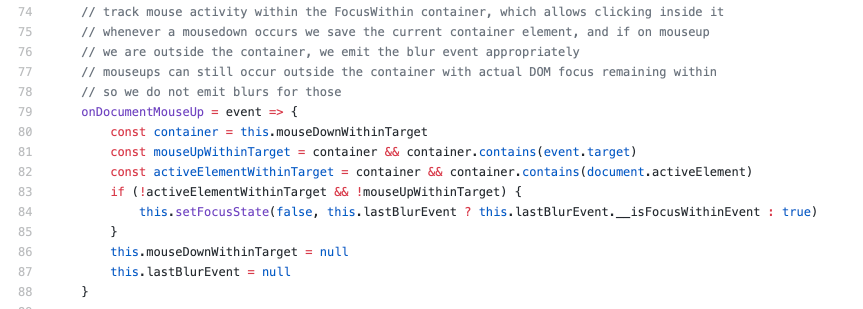 74 // track mouse activity within the FocusWithin container, which allows clicking inside it
75 // whenever a mousedown occurs we save the current container element, and if on mouseup
76 // we are outside the container, we emit the blur event appropriately
77 // mouseups can still occur outside the container with actual DOM focus remaining within
78 // so we do not emit blurs for those
79 onDocumentMouseUp = event => {
80 const container = this.mouseDownWithinTarget
81 const mouseUpWithinTarget = container && container.contains(event.target)
82 const activeElementWithinTarget = container && container.contains(document.activeElement)
83 if (!activeElementWithinTarget && !mouseUpWithinTarget) {
84 this.setFocusState(false, this.lastBlurEvent ? this.lastBlurEvent.__isFocusWithinEvent : true)
85 }
86 this.mouseDownWithinTarget = null
87 this.lastBlurEvent = null
88 }